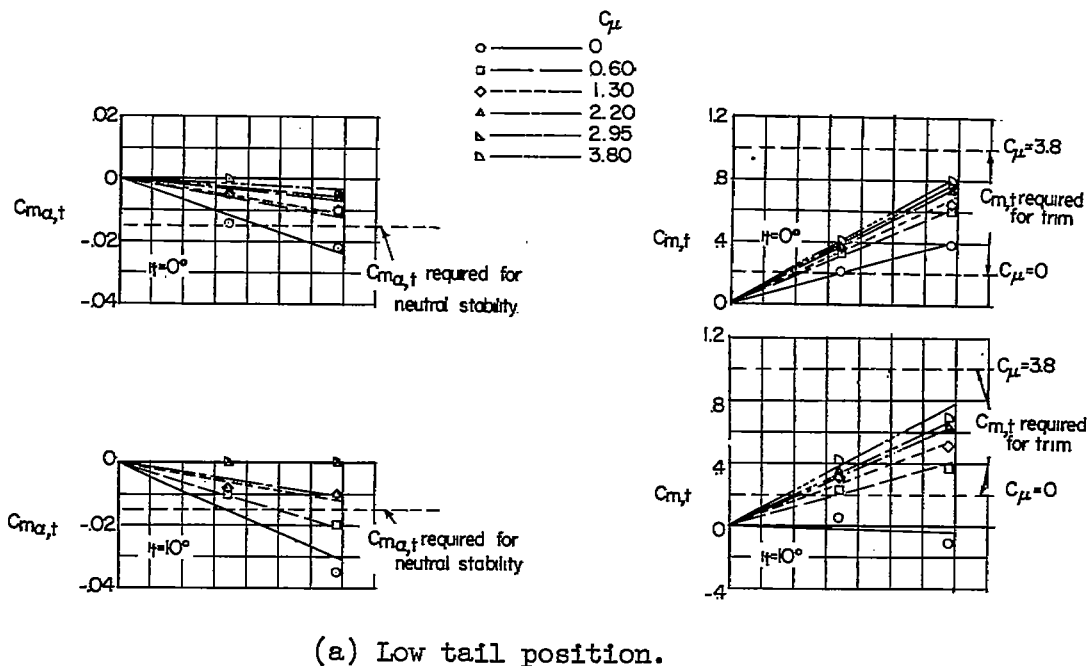 Cμ
0
0.60
1.30
2.20
2.95
3.80
.02
0
-.02
-.04
Cmα,t
it=0°
Cmα,t required for
neutral stability.
1.2
.8
.4
0
Cm,t
it=0°
Cμ=3.8
Cm,t required
for trim
Cμ=0
0
-.02
-.04
Cmα,t
it=10°
Cmα,t required for
neutral stability
1.2
.8
.4
0
-.4
Cm,t
it=10°
Cμ=3.8
Cm,t required
for trim
Cμ=0
(a) Low tail position.